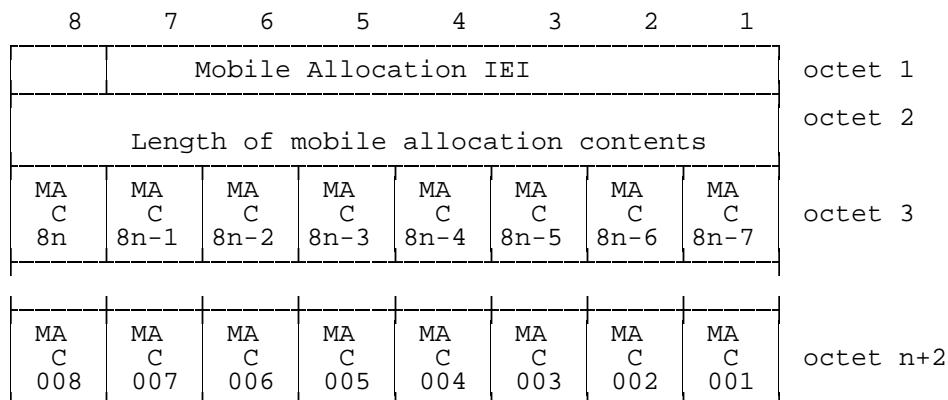 8 7 6 5 4 3 2 1
Mobile Allocation IEI octet 1
octet 2
Length of mobile allocation contents
MA MA MA MA MA MA MA MA
C C C C C C C C octet 3
8n 8n-1 8n-2 8n-3 8n-4 8n-5 8n-6 8n-7
MA MA MA MA MA MA MA MA
C C C C C C C C octet n+2
008 007 006 005 004 003 002 001